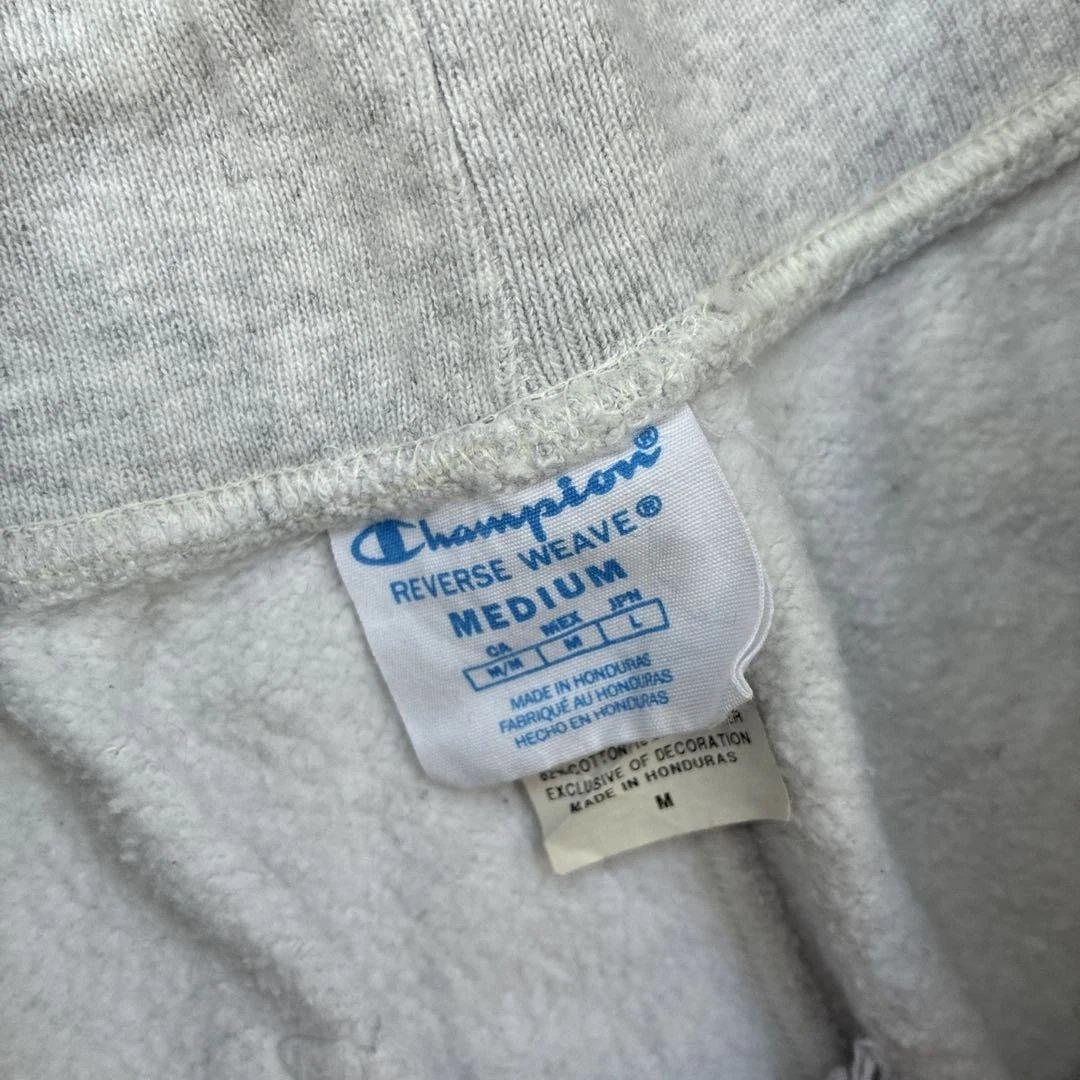 Champion®
REVERSE WEAVE®
MEDIUM
CA MEX JPN
M/M M L
MADE IN HONDURAS
FABRIQUÉ AU HONDURAS
HECHO EN HONDURAS
COTTON
EXCLUSIVE OF DECORATION
MADE IN HONDURAS
M